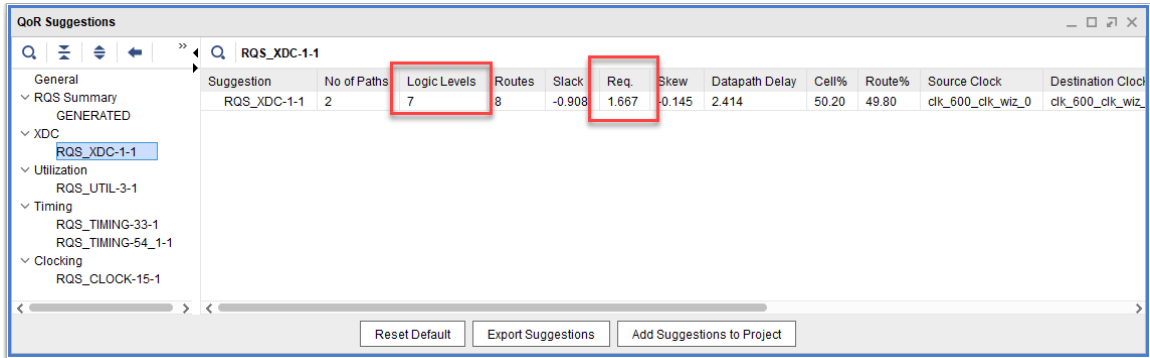 QoR Suggestions
»
RQS_XDC-1-1
General
RQS Summary
GENERATED
XDC
RQS_XDC-1-1
Utilization
RQS_UTIL-3-1
Timing
RQS_TIMING-33-1
RQS_TIMING-54_1-1
Clocking
RQS_CLOCK-15-1
Suggestion No of Paths Logic Levels Routes Slack Req. Skew Datapath Delay Cell% Route% Source Clock Destination Clock
RQS_XDC-1-1 2 7 8 -0.908 1.667 -0.145 2.414 50.20 49.80 clk_600_clk_wiz_0 clk_600_clk_wiz_
Reset Default Export Suggestions Add Suggestions to Project